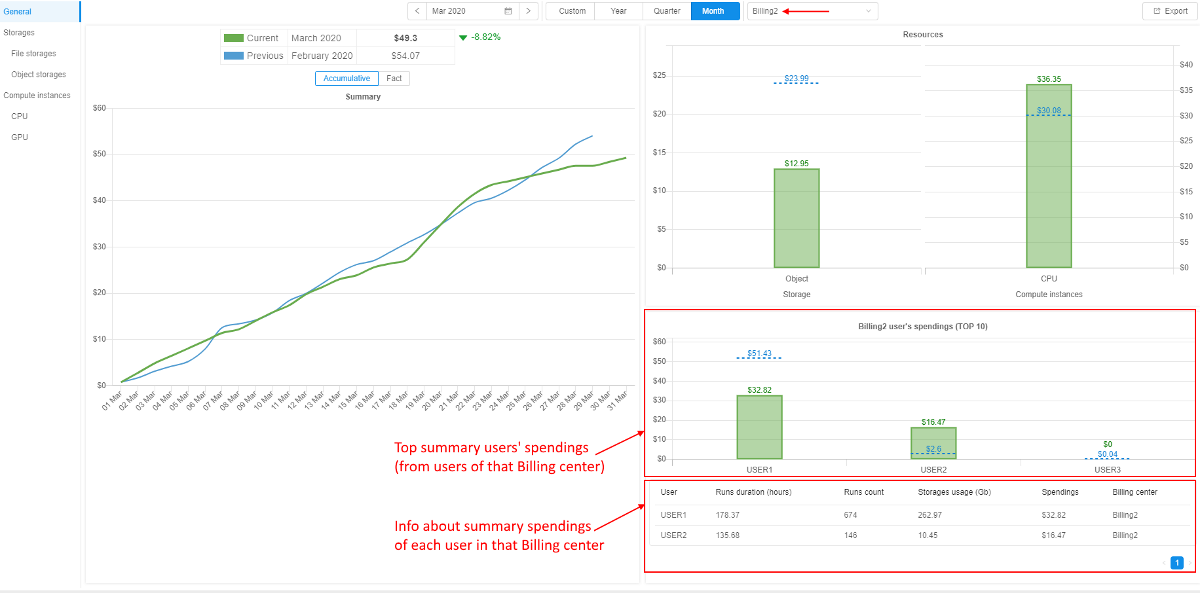 General
Storages
File storages
Object storages
Compute instances
CPU
GPU
Mar 2020
Custom Year Quarter Month
Billing2
Export
Current March 2020 $49.3 -8.82%
Previous February 2020 $54.07
Accumulative Fact
Summary
$60
$50
$40
$30
$20
$10
$0
01 Mar 02 Mar 03 Mar 04 Mar 05 Mar 06 Mar 07 Mar 08 Mar 09 Mar 10 Mar 11 Mar 12 Mar 13 Mar 14 Mar 15 Mar 16 Mar 17 Mar 18 Mar 19 Mar 20 Mar 21 Mar 22 Mar 23 Mar 24 Mar 25 Mar 26 Mar 27 Mar 28 Mar 29 Mar 30 Mar 31 Mar
Resources
$25
$20
$15
$10
$5
$0
$23.99
$12.95
Object
Storage
$36.35
$30.08
CPU
Compute instances
$40
$35
$30
$25
$20
$15
$10
$5
$0
Billing2 user's spendings (TOP 10)
$60
$50
$40
$30
$20
$10
$0
$51.43
$32.82
$16.47
$2.6
$0
$0.04
USER1 USER2 USER3
Top summary users' spendings
(from users of that Billing center)
User Runs duration (hours) Runs count Storages usage (Gb) Spendings Billing center
USER1 178.37 674 262.97 $32.82 Billing2
USER2 135.68 146 10.45 $16.47 Billing2
1
Info about summary spendings
of each user in that Billing center